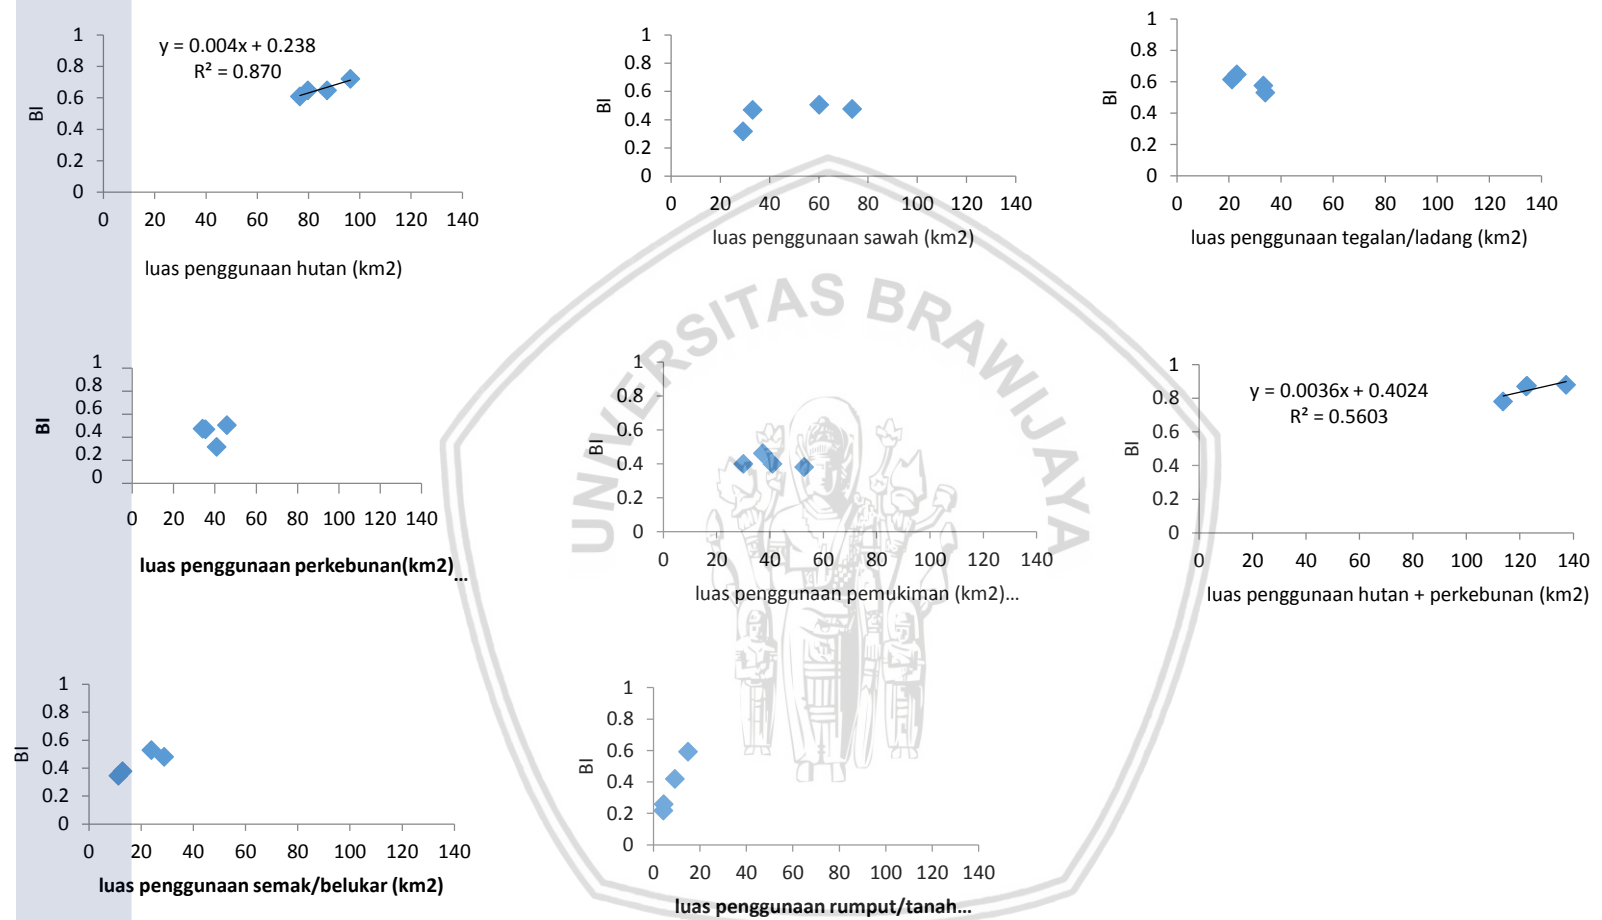 1
0.8
0.6
0.4
0.2
0
BI
y = 0.004x + 0.238
R² = 0.870
0 20 40 60 80 100 120 140
luas penggunaan hutan (km2)
1
0.8
0.6
0.4
0.2
0
BI
0 20 40 60 80 100 120 140
luas penggunaan sawah (km2)
1
0.8
0.6
0.4
0.2
0
BI
0 20 40 60 80 100 120 140
luas penggunaan tegalan/ladang (km2)
UNIVERSITAS BRAWIJAYA
1
0.8
0.6
0.4
0.2
0
BI
0 20 40 60 80 100 120 140
luas penggunaan perkebunan(km2)...
1
0.8
0.6
0.4
0.2
0
BI
0 20 40 60 80 100 120 140
luas penggunaan pemukiman (km2)...
1
0.8
0.6
0.4
0.2
0
BI
y = 0.0036x + 0.4024
R² = 0.5603
0 20 40 60 80 100 120 140
luas penggunaan hutan + perkebunan (km2)
1
0.8
0.6
0.4
0.2
0
BI
0 20 40 60 80 100 120 140
luas penggunaan semak/belukar (km2)
1
0.8
0.6
0.4
0.2
0
BI
0 20 40 60 80 100 120 140
luas penggunaan rumput/tanah...